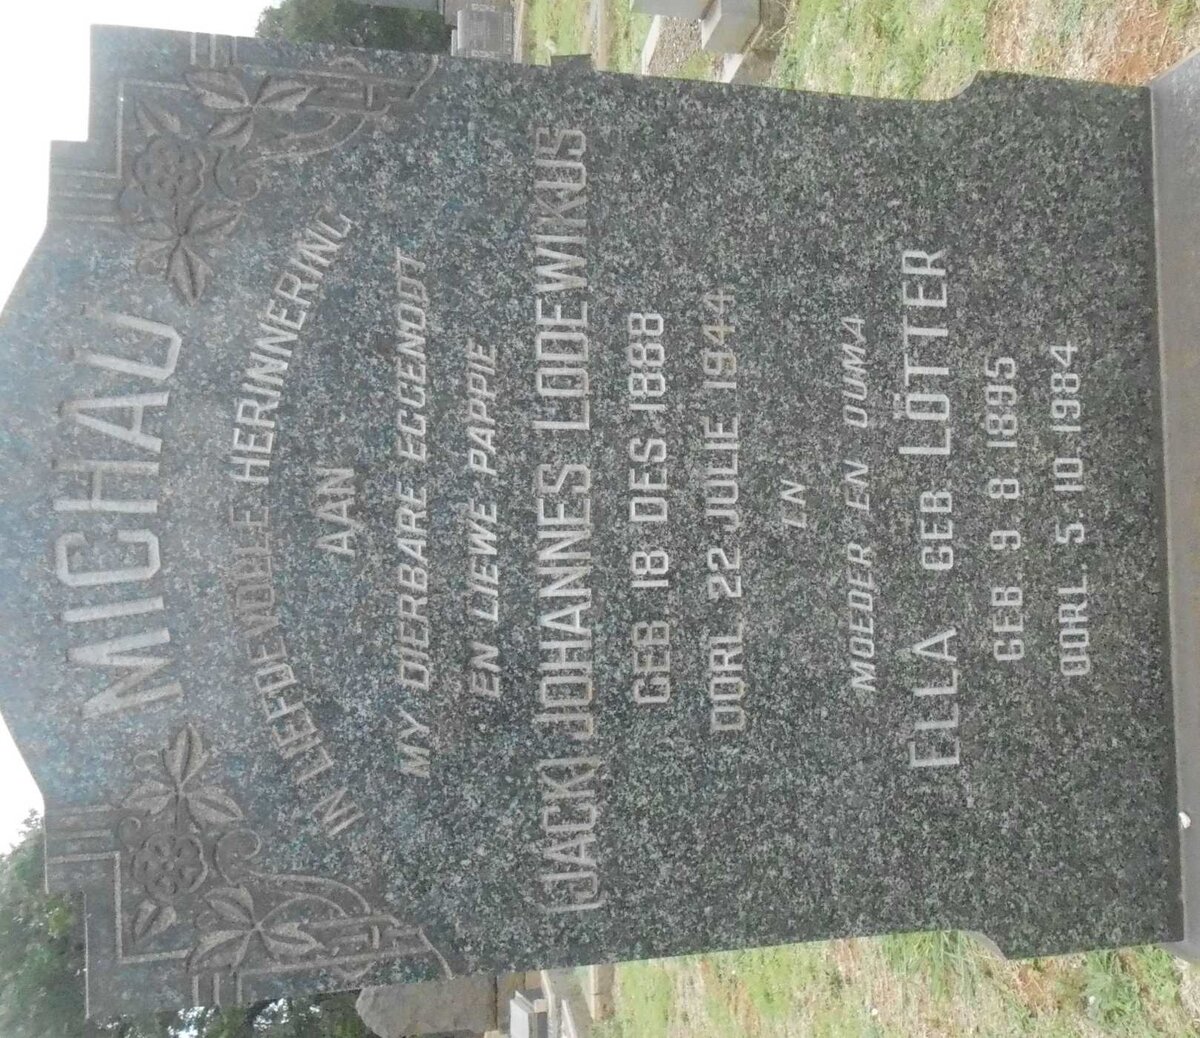 MICHAU
IN LIEFDEVOLLE HERINNERING
AAN
MY DIERBARE EGGENOOT
EN LIEWE PAPPIE
(JACK) JOHANNES LODEWIKUS
GEB 18 DES. 1888
OORL. 22 JULIE 1944
EN
MOEDER EN OUMA
ELLA GEB LÖTTER
GEB. 9. 8 1895
OORL. 5. 10. 1984